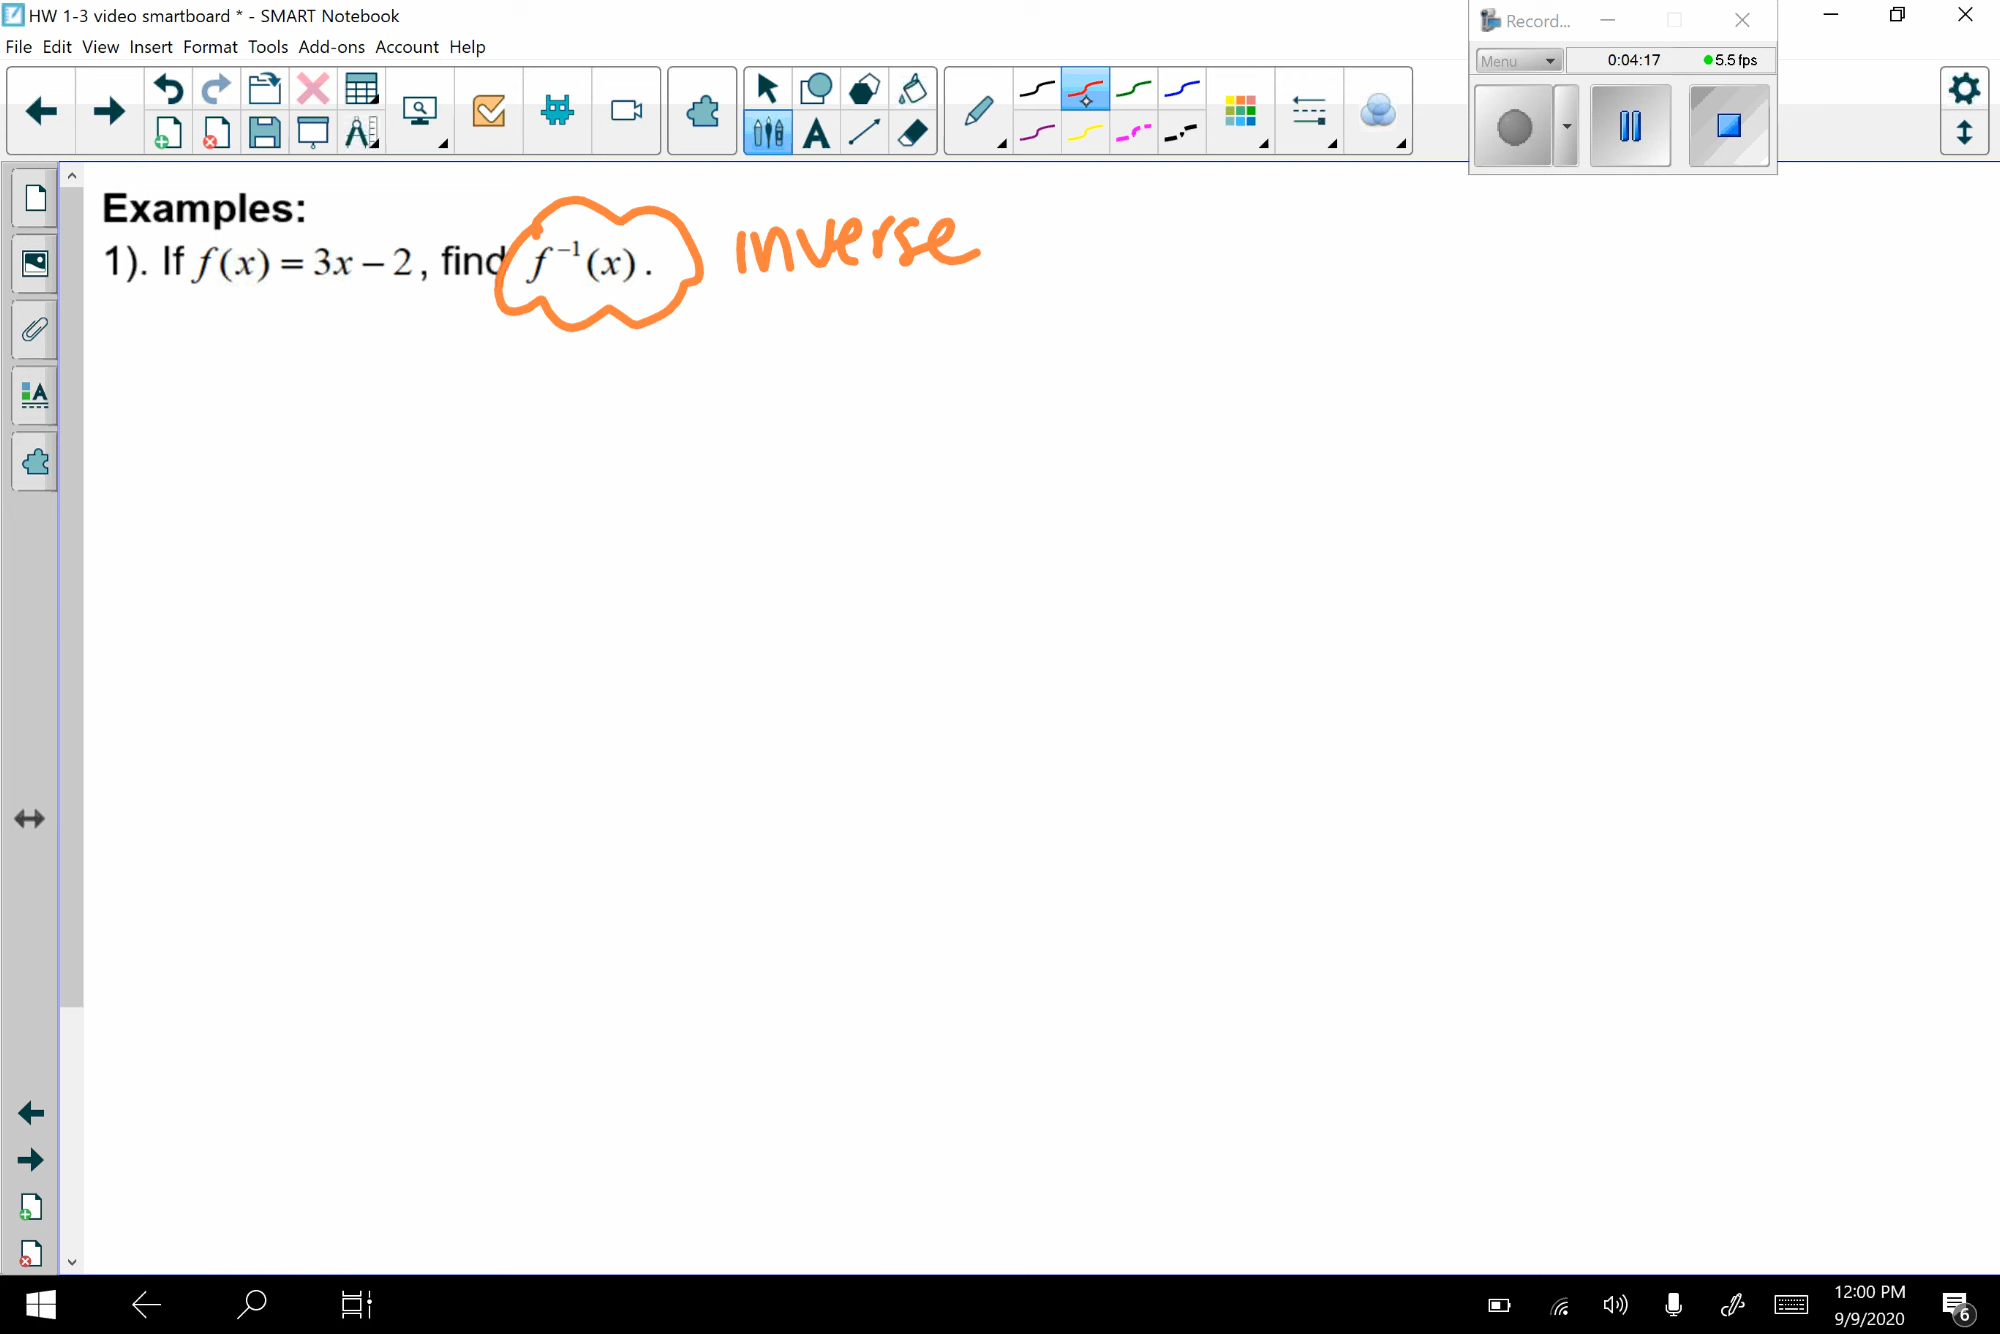 HW 1-3 video smartboard * - SMART Notebook
File Edit View Insert Format Tools Add-ons Account Help
Record...
Menu 0:04:17 5.5 fps
Examples:
1). If f(x) = 3x − 2, find f⁻¹(x). inverse
12:00 PM
9/9/2020
6